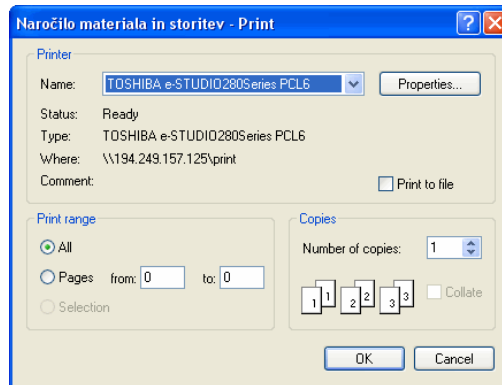 Naročilo materiala in storitev - Print
Printer
Name: TOSHIBA e-STUDIO280Series PCL6 Properties...
Status: Ready
Type: TOSHIBA e-STUDIO280Series PCL6
Where: \\194.249.157.125\print
Comment: Print to file
Print range
All
Pages from: 0 to: 0
Selection
Copies
Number of copies: 1
1 1 2 2 3 3 Collate
OK Cancel